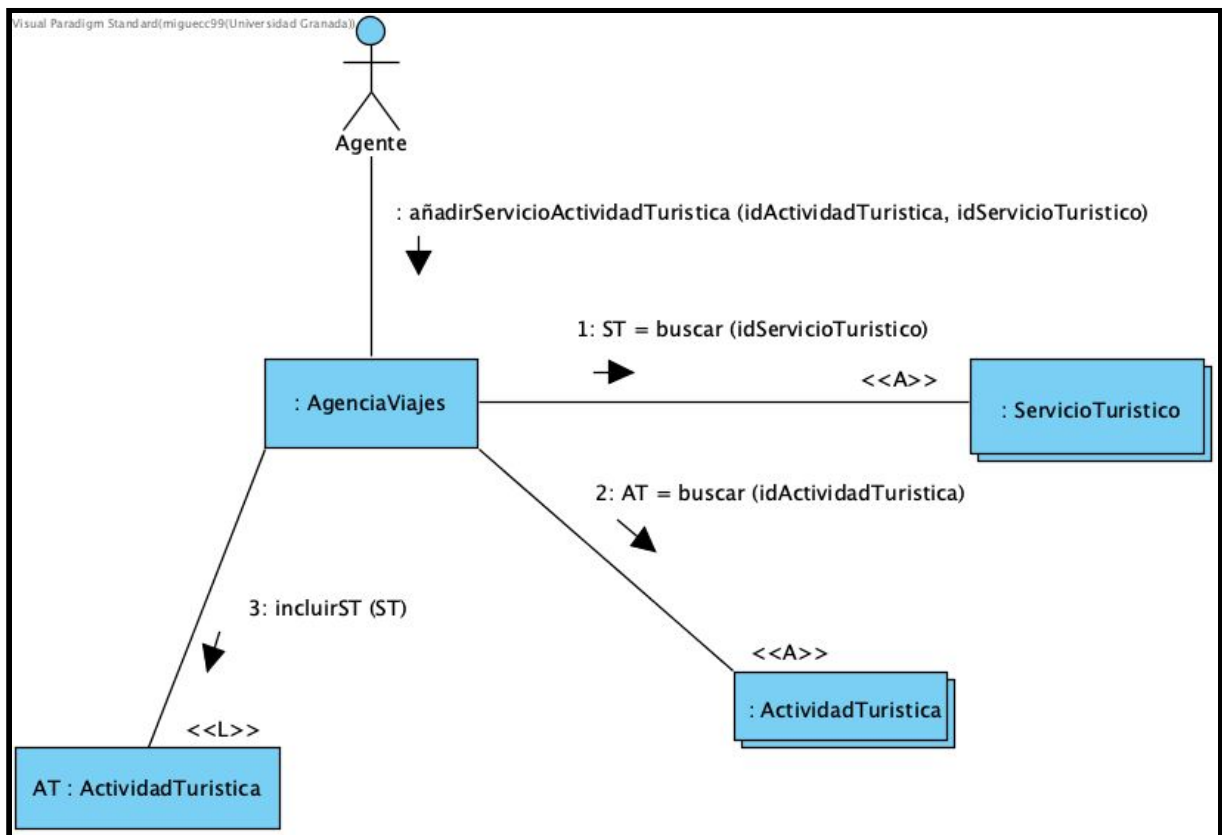 Visual Paradigm Standard(miguecc99(Universidad Granada))
Agente
: añadirServicioActividadTuristica (idActividadTuristica, idServicioTuristico)
1: ST = buscar (idServicioTuristico)
<<A>>
: AgenciaViajes
: ServicioTuristico
2: AT = buscar (idActividadTuristica)
3: incluirST (ST)
<<A>>
: ActividadTuristica
<<L>>
AT : ActividadTuristica